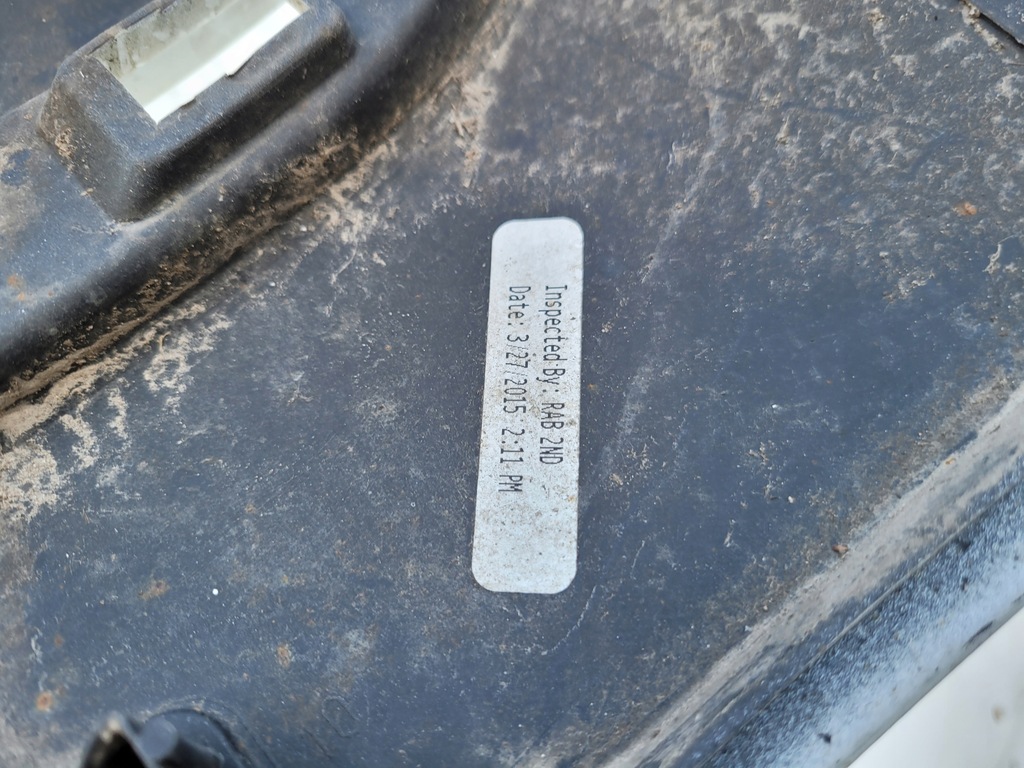 Inspected By: RAB 2ND
Date: 3/27/2015 2:11 PM